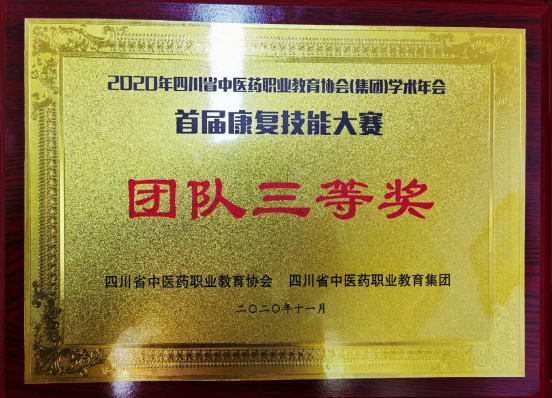 2020年四川省中医药职业教育协会(集团)学术年会
首届康复技能大赛
团队三等奖
四川省中医药职业教育协会 四川省中医药职业教育集团
二〇二〇年十一月